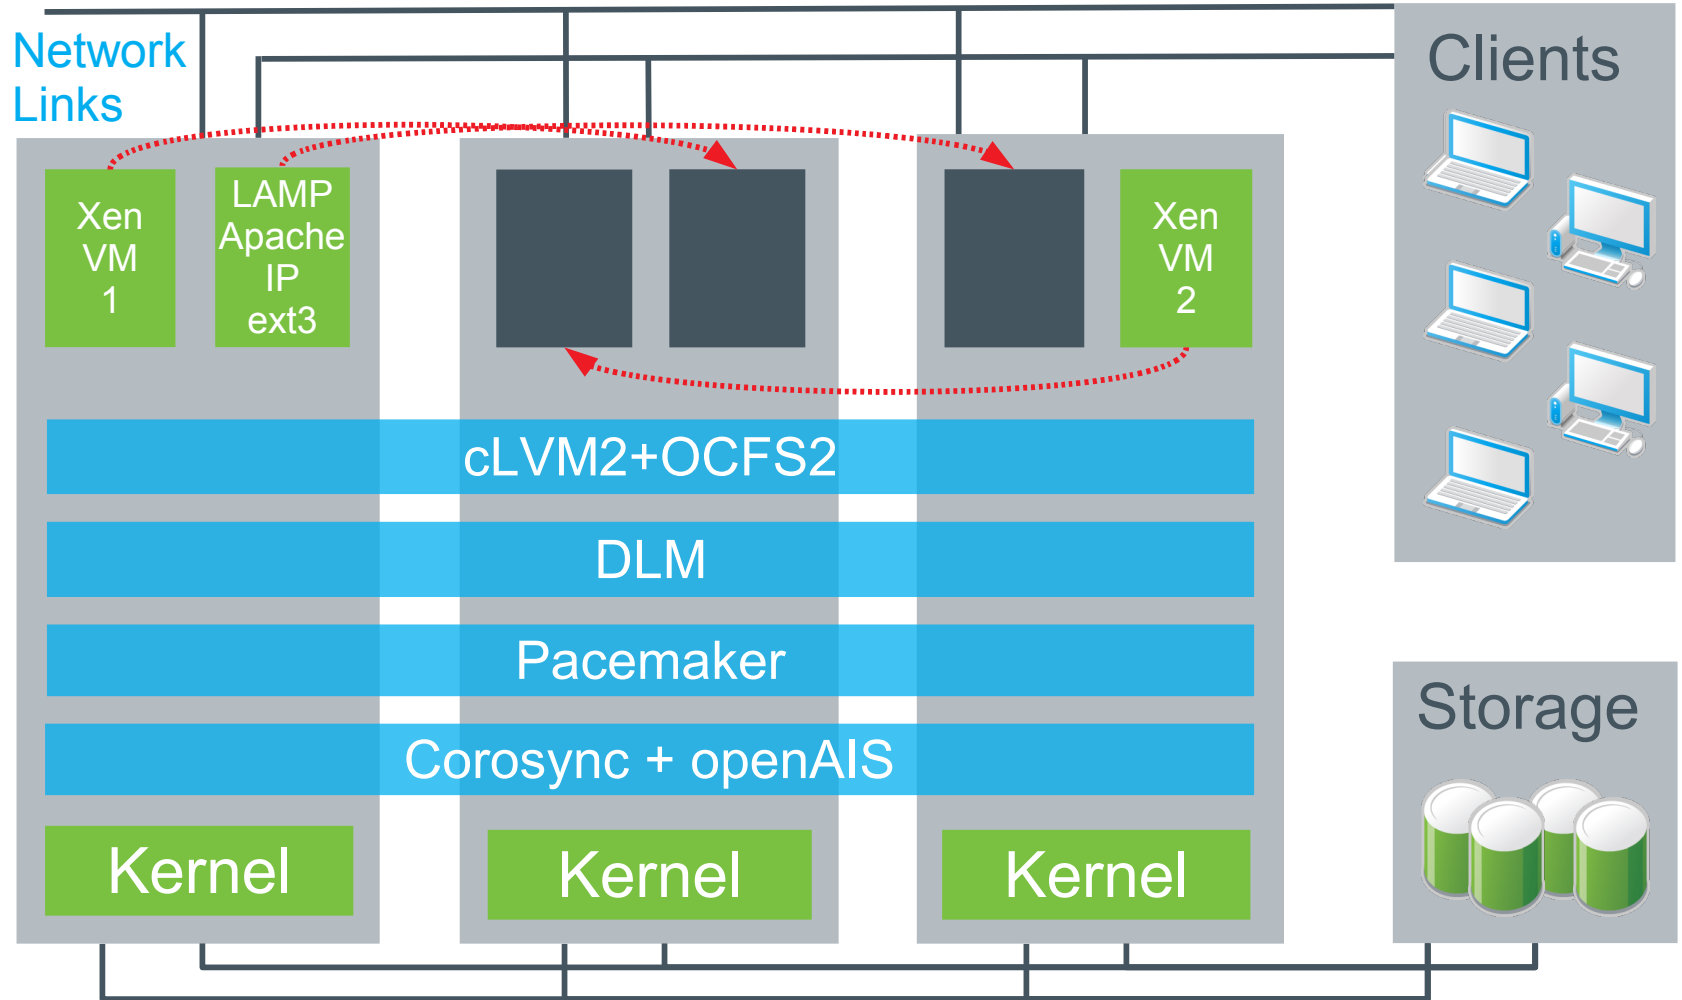 Network
Links
Clients
Xen
VM
1
LAMP
Apache
IP
ext3
Xen
VM
2
cLVM2+OCFS2
DLM
Pacemaker
Corosync + openAIS
Kernel
Kernel
Kernel
Storage